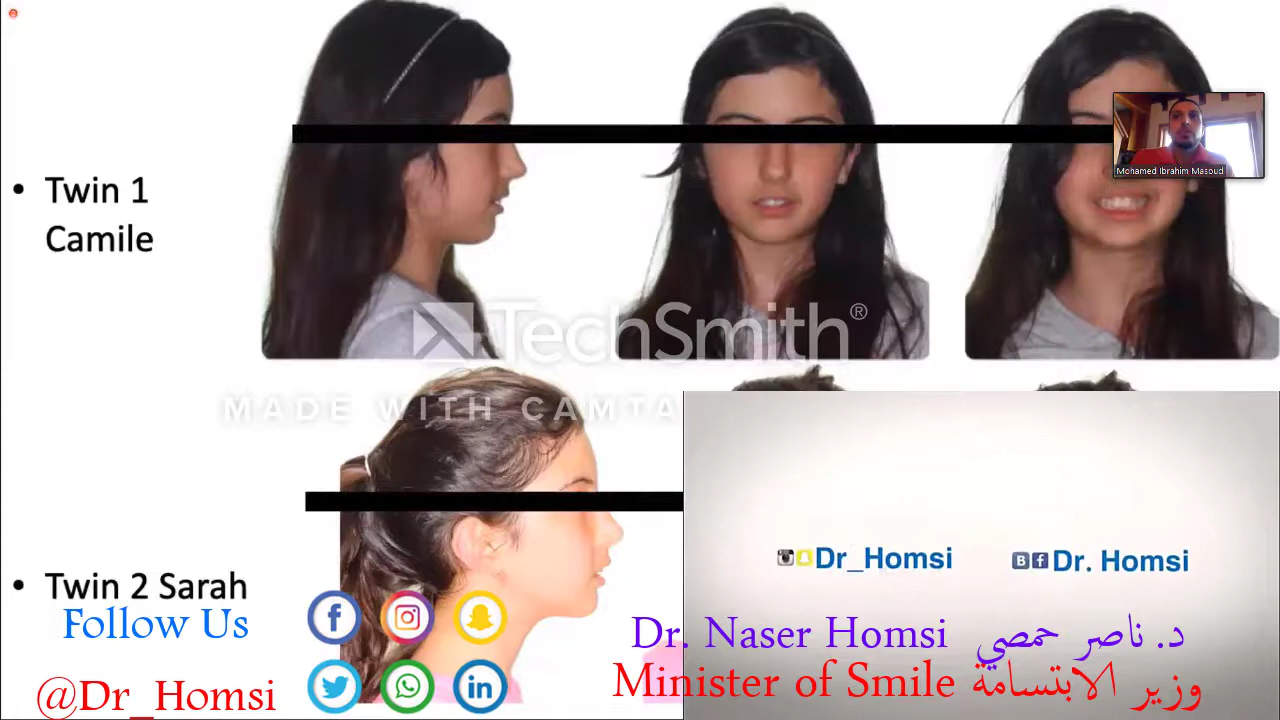 • Twin 1
Camile
Mohamed Ibrahim Masoud
TechSmith®
MADE WITH CAMTA
Dr_Homsi
Dr. Homsi
• Twin 2 Sarah
Follow Us
@Dr_Homsi
Dr. Naser Homsi د. ناصر حمصي
Minister of Smile وزير الابتسامة